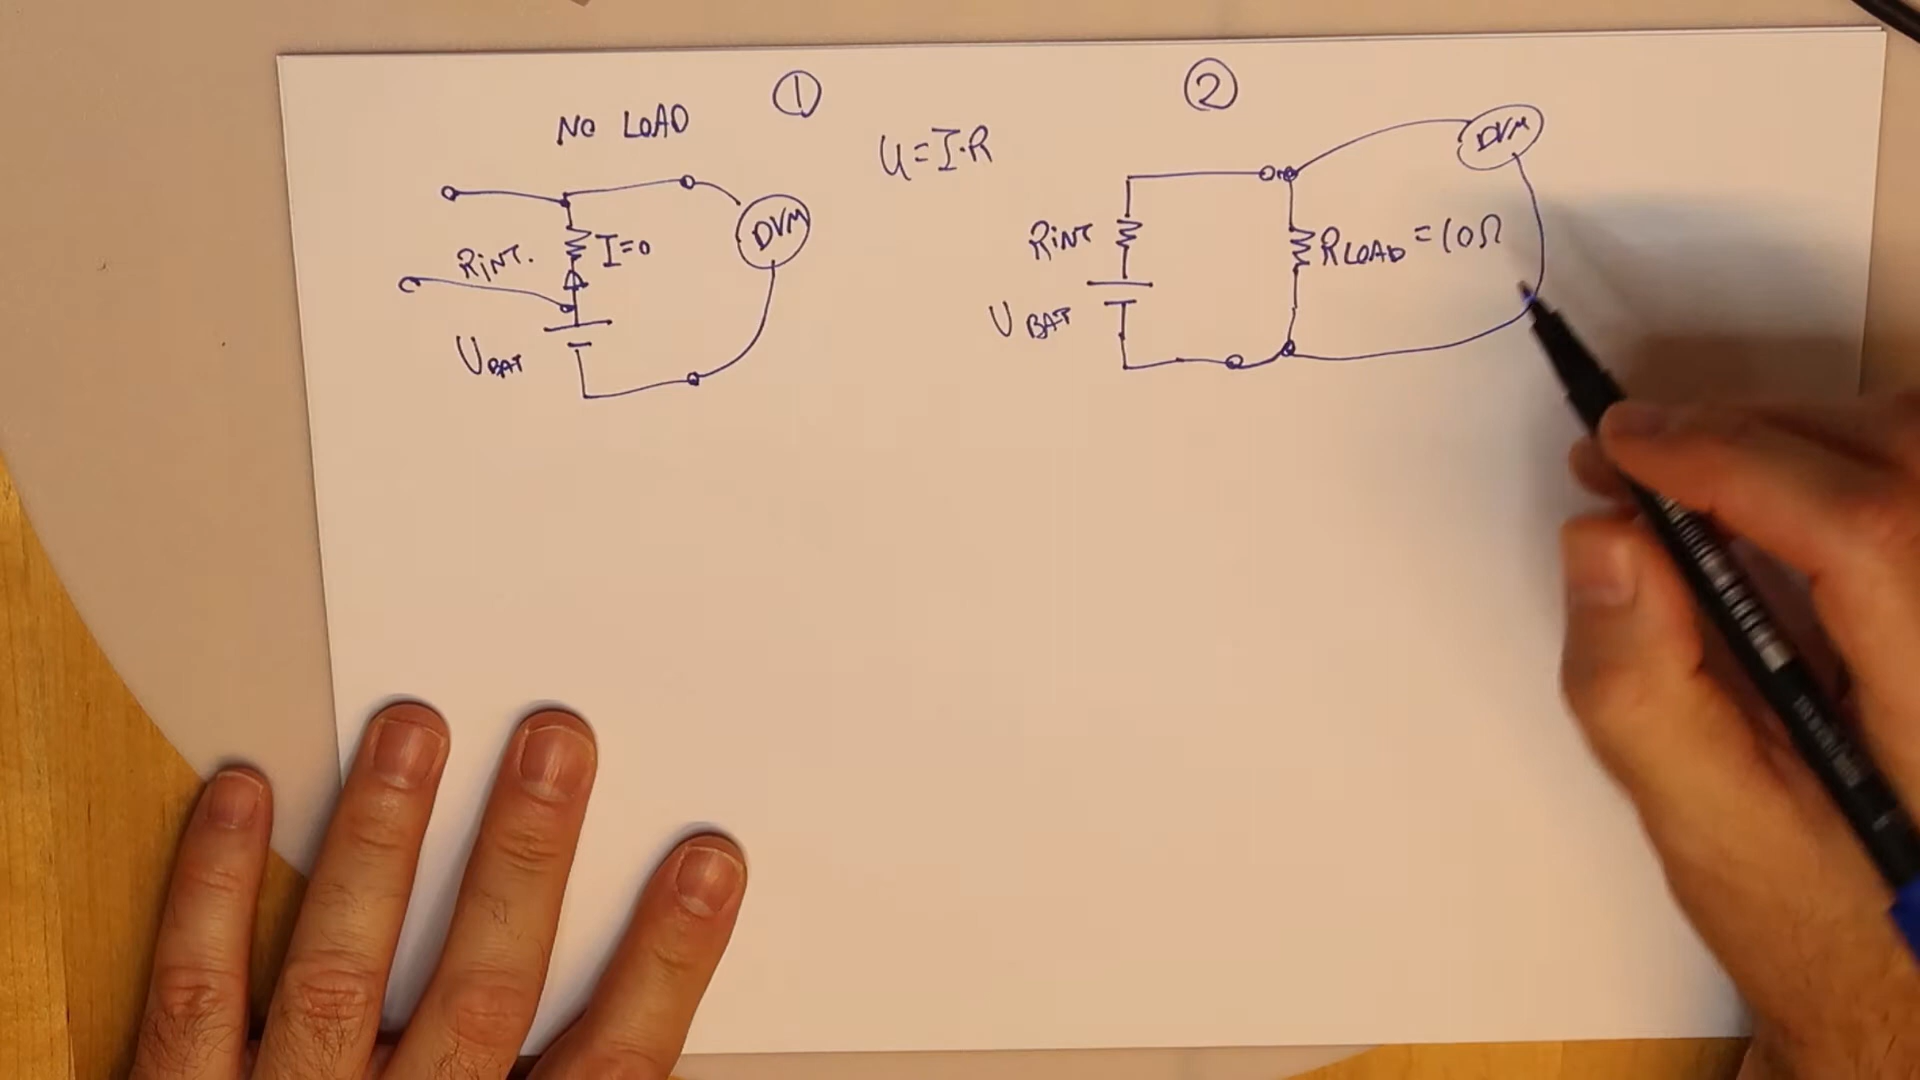 ①
NO LOAD
U=I·R
DVM
RINT.
I=0
UBAT
②
DVM
RINT
RLOAD=10Ω
UBAT